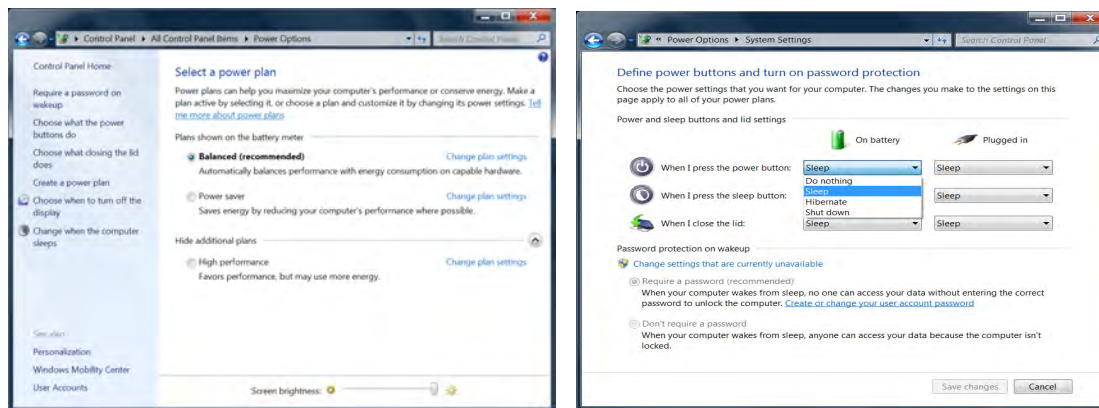 Control Panel ▸ All Control Panel Items ▸ Power Options
Search Control Panel
Control Panel Home
Require a password on
wakeup
Choose what the power
buttons do
Choose what closing the lid
does
Create a power plan
Choose when to turn off the
display
Change when the computer
sleeps
See also
Personalization
Windows Mobility Center
User Accounts
Select a power plan
Power plans can help you maximize your computer's performance or conserve energy. Make a
plan active by selecting it, or choose a plan and customize it by changing its power settings. Tell
me more about power plans
Plans shown on the battery meter
Balanced (recommended) Change plan settings
Automatically balances performance with energy consumption on capable hardware.
Power saver Change plan settings
Saves energy by reducing your computer's performance where possible.
Hide additional plans
High performance Change plan settings
Favors performance, but may use more energy.
Screen brightness:
« Power Options ▸ System Settings
Search Control Panel
Define power buttons and turn on password protection
Choose the power settings that you want for your computer. The changes you make to the settings on this
page apply to all of your power plans.
Power and sleep buttons and lid settings
On battery Plugged in
When I press the power button: Sleep Sleep
Do nothing
Sleep
When I press the sleep button: Sleep
Hibernate
Shut down
When I close the lid: Sleep Sleep
Password protection on wakeup
Change settings that are currently unavailable
Require a password (recommended)
When your computer wakes from sleep, no one can access your data without entering the correct
password to unlock the computer. Create or change your user account password
Don't require a password
When your computer wakes from sleep, anyone can access your data because the computer isn't
locked.
Save changes Cancel